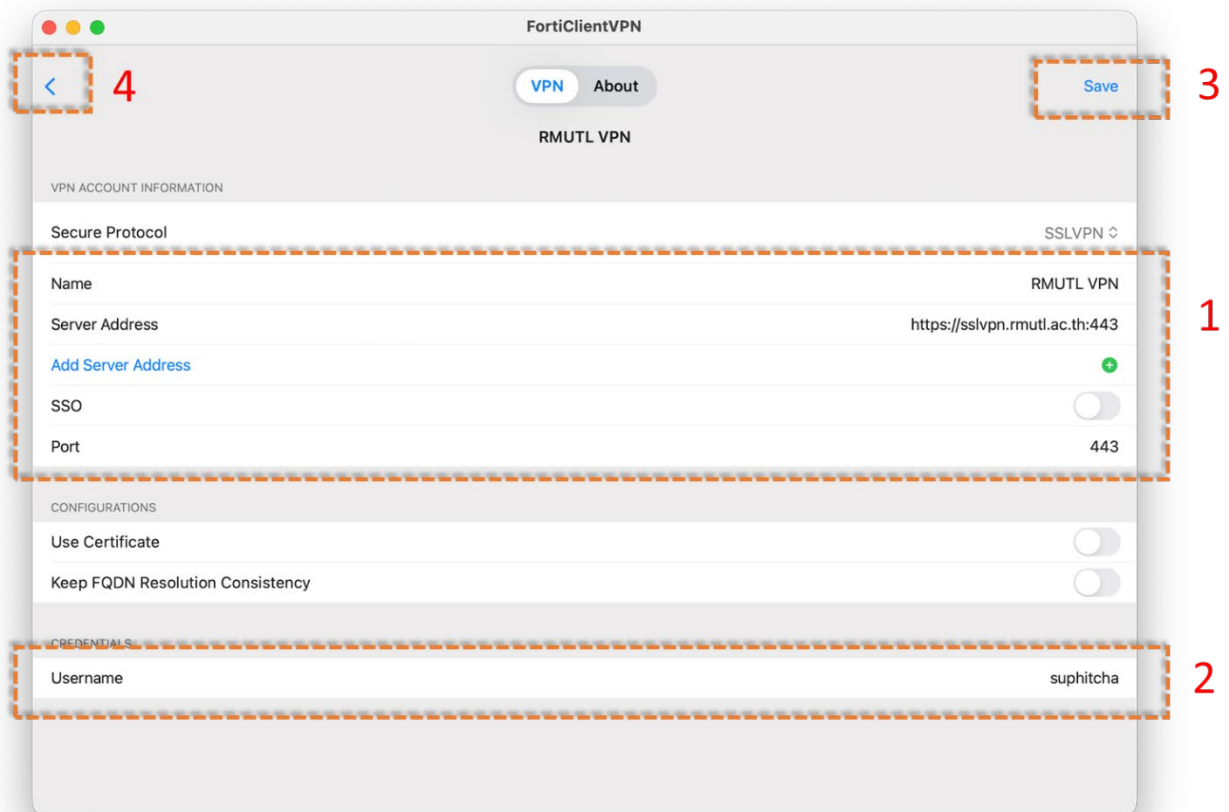 FortiClientVPN
4
VPN About
Save
3
RMUTL VPN
VPN ACCOUNT INFORMATION
Secure Protocol SSLVPN
Name RMUTL VPN
Server Address https://sslvpn.rmutl.ac.th:443
1
Add Server Address
SSO
Port 443
CONFIGURATIONS
Use Certificate
Keep FQDN Resolution Consistency
CREDENTIALS
Username suphitcha
2